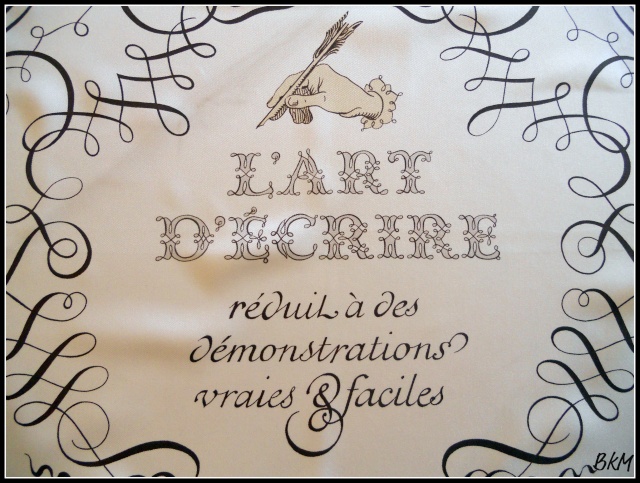 L'ART
D'ÉCRIRE
réduit à des
démonstrations
vraies & faciles
BKM